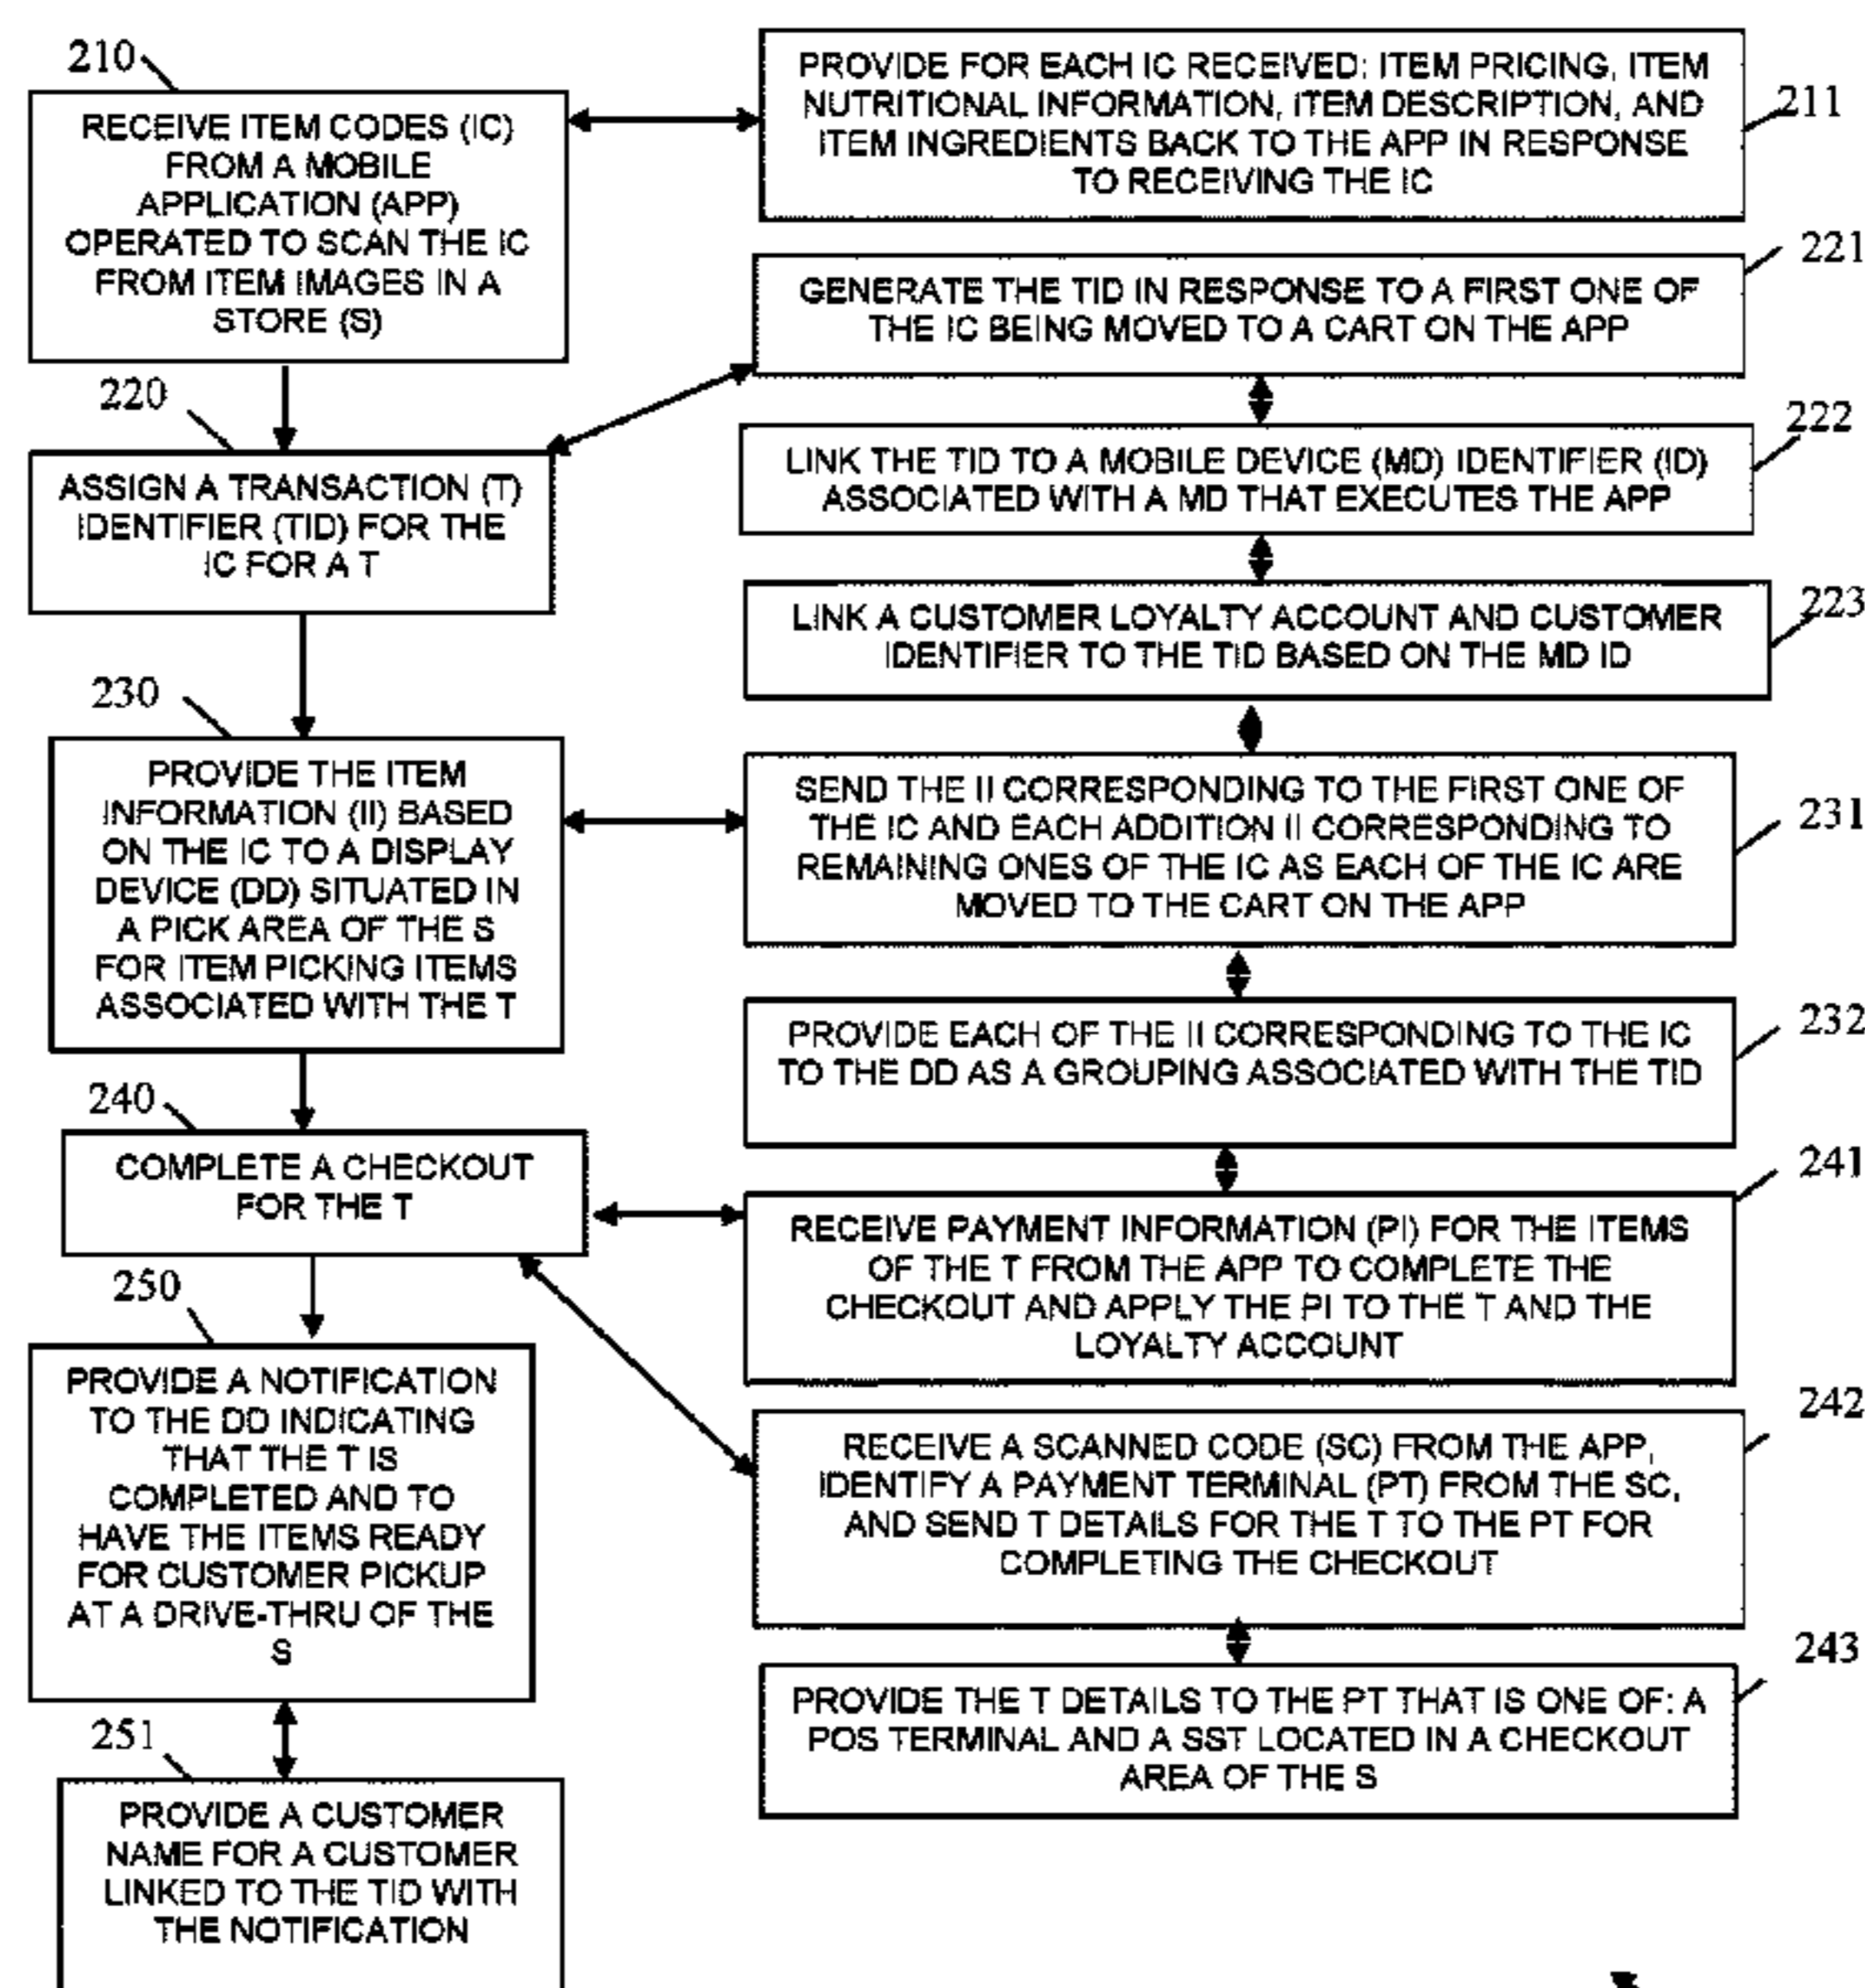 210
RECEIVE ITEM CODES (IC)
FROM A MOBILE
APPLICATION (APP)
OPERATED TO SCAN THE IC
FROM ITEM IMAGES IN A
STORE (S)
PROVIDE FOR EACH IC RECEIVED: ITEM PRICING, ITEM
NUTRITIONAL INFORMATION, ITEM DESCRIPTION, AND
ITEM INGREDIENTS BACK TO THE APP IN RESPONSE
TO RECEIVING THE IC
211
221
GENERATE THE TID IN RESPONSE TO A FIRST ONE OF
THE IC BEING MOVED TO A CART ON THE APP
220
ASSIGN A TRANSACTION (T)
IDENTIFIER (TID) FOR THE
IC FOR A T
222
LINK THE TID TO A MOBILE DEVICE (MD) IDENTIFIER (ID)
ASSOCIATED WITH A MD THAT EXECUTES THE APP
223
LINK A CUSTOMER LOYALTY ACCOUNT AND CUSTOMER
IDENTIFIER TO THE TID BASED ON THE MD ID
230
PROVIDE THE ITEM
INFORMATION (II) BASED
ON THE IC TO A DISPLAY
DEVICE (DD) SITUATED IN
A PICK AREA OF THE S
FOR ITEM PICKING ITEMS
ASSOCIATED WITH THE T
SEND THE II CORRESPONDING TO THE FIRST ONE OF
THE IC AND EACH ADDITION II CORRESPONDING TO
REMAINING ONES OF THE IC AS EACH OF THE IC ARE
MOVED TO THE CART ON THE APP
231
PROVIDE EACH OF THE II CORRESPONDING TO THE IC
TO THE DD AS A GROUPING ASSOCIATED WITH THE TID
232
240
COMPLETE A CHECKOUT
FOR THE T
241
RECEIVE PAYMENT INFORMATION (PI) FOR THE ITEMS
OF THE T FROM THE APP TO COMPLETE THE
CHECKOUT AND APPLY THE PI TO THE T AND THE
LOYALTY ACCOUNT
250
PROVIDE A NOTIFICATION
TO THE DD INDICATING
THAT THE T IS
COMPLETED AND TO
HAVE THE ITEMS READY
FOR CUSTOMER PICKUP
AT A DRIVE-THRU OF THE
S
242
RECEIVE A SCANNED CODE (SC) FROM THE APP,
IDENTIFY A PAYMENT TERMINAL (PT) FROM THE SC,
AND SEND T DETAILS FOR THE T TO THE PT FOR
COMPLETING THE CHECKOUT
243
PROVIDE THE T DETAILS TO THE PT THAT IS ONE OF: A
POS TERMINAL AND A SST LOCATED IN A CHECKOUT
AREA OF THE S
251
PROVIDE A CUSTOMER
NAME FOR A CUSTOMER
LINKED TO THE TID WITH
THE NOTIFICATION